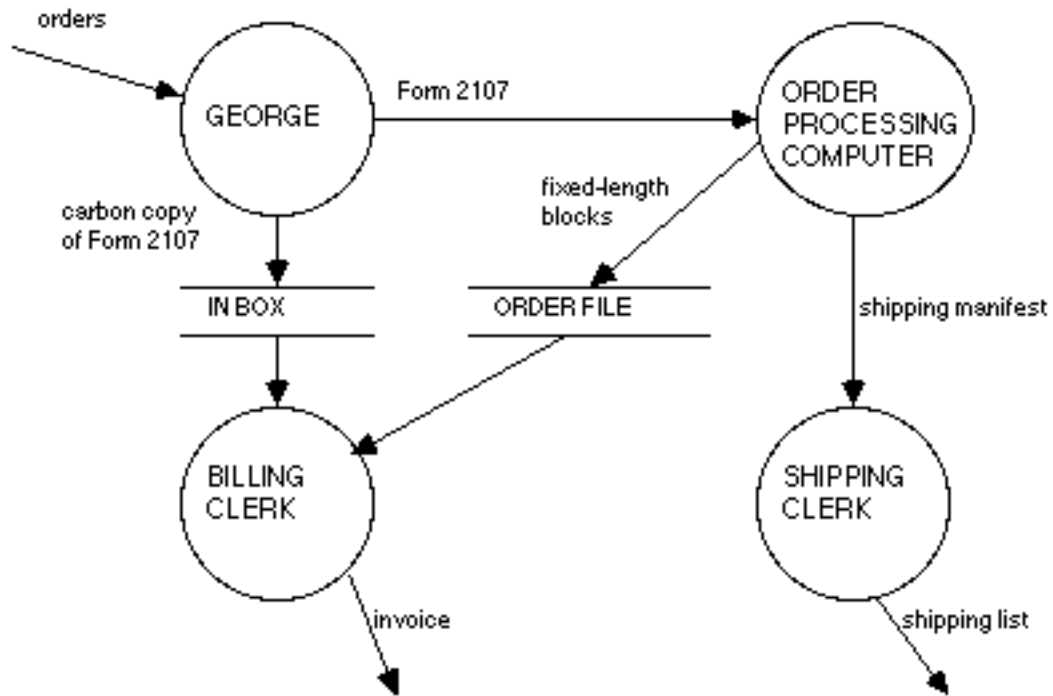 orders
GEORGE
Form 2107
ORDER
PROCESSING
COMPUTER
carbon copy
of Form 2107
fixed-length
blocks
IN BOX
ORDER FILE
shipping manifest
BILLING
CLERK
SHIPPING
CLERK
invoice
shipping list